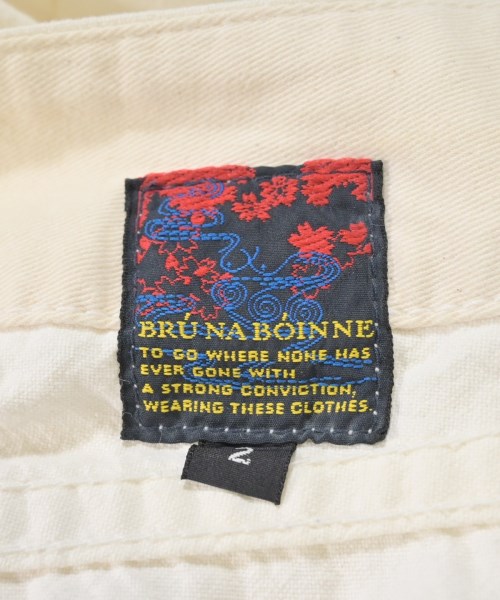 BRÚ NA BÓINNE
TO GO WHERE NONE HAS
EVER GONE WITH
A STRONG CONVICTION,
WEARING THESE CLOTHES.
2